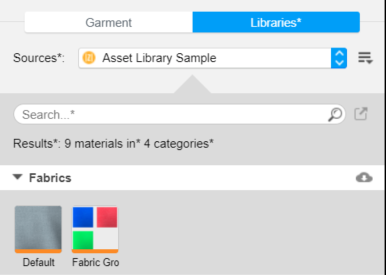 Garment Libraries*
Sources*: Asset Library Sample
Search...*
Results*: 9 materials in* 4 categories*
Fabrics
Default Fabric Gro